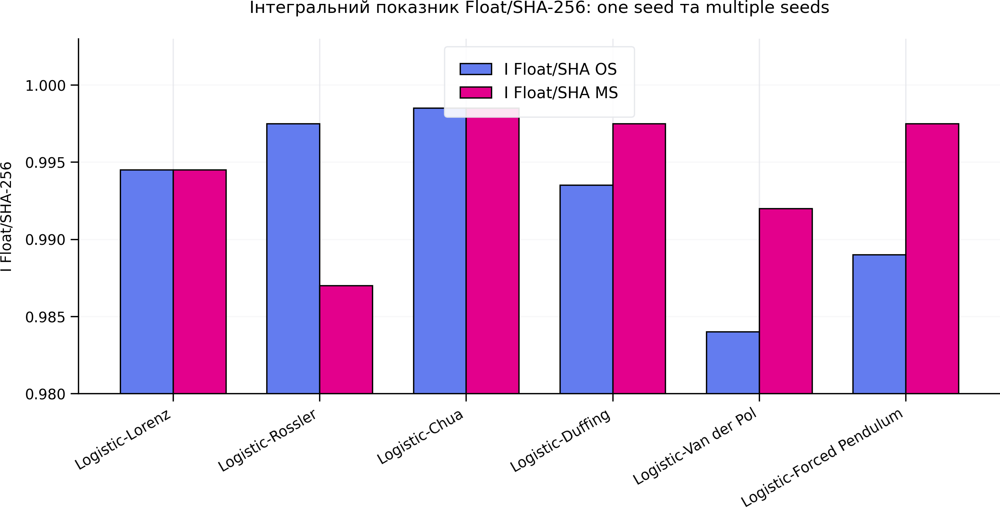 Інтегральний показник Float/SHA-256: one seed та multiple seeds
I Float/SHA OS
I Float/SHA MS
I Float/SHA-256
1.000
0.995
0.990
0.985
0.980
Logistic-Lorenz
Logistic-Rossler
Logistic-Chua
Logistic-Duffing
Logistic-Van der Pol
Logistic-Forced Pendulum